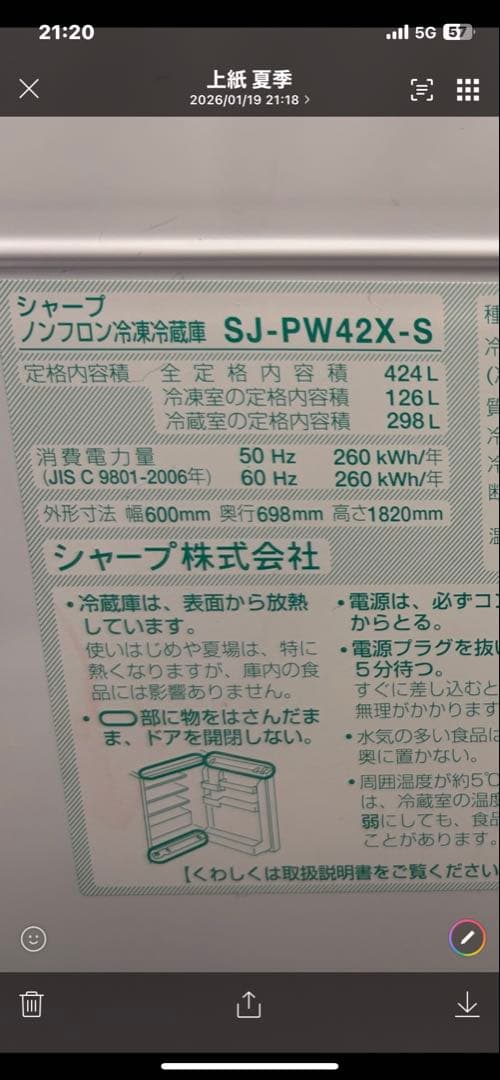 21:20
5G 57
上紙 夏季
2026/01/19 21:18
シャープ
ノンフロン冷凍冷蔵庫 SJ-PW42X-S
定格内容積 全定格内容積 424L
冷凍室の定格内容積 126L
冷蔵室の定格内容積 298L
消費電力量 50 Hz 260 kWh/年
(JIS C 9801-2006年) 60 Hz 260 kWh/年
外形寸法 幅600mm 奥行698mm 高さ1820mm
シャープ株式会社
・冷蔵庫は、表面から放熱
しています。
使いはじめや夏場は、特に
熱くなりますが、庫内の食
品には影響ありません。
・ 部に物をはさんだま
ま、ドアを開閉しない。
・電源は、必ずコン
からとる。
・電源プラグを抜い
5分待つ。
すぐに差し込むと
無理がかかります
・水気の多い食品は
奥に置かない。
・周囲温度が約5℃
は、冷蔵室の温度
弱にしても、食品
ことがあります。
【くわしくは取扱説明書をご覧ください
種
冷
(
質
冷
冷
断
温